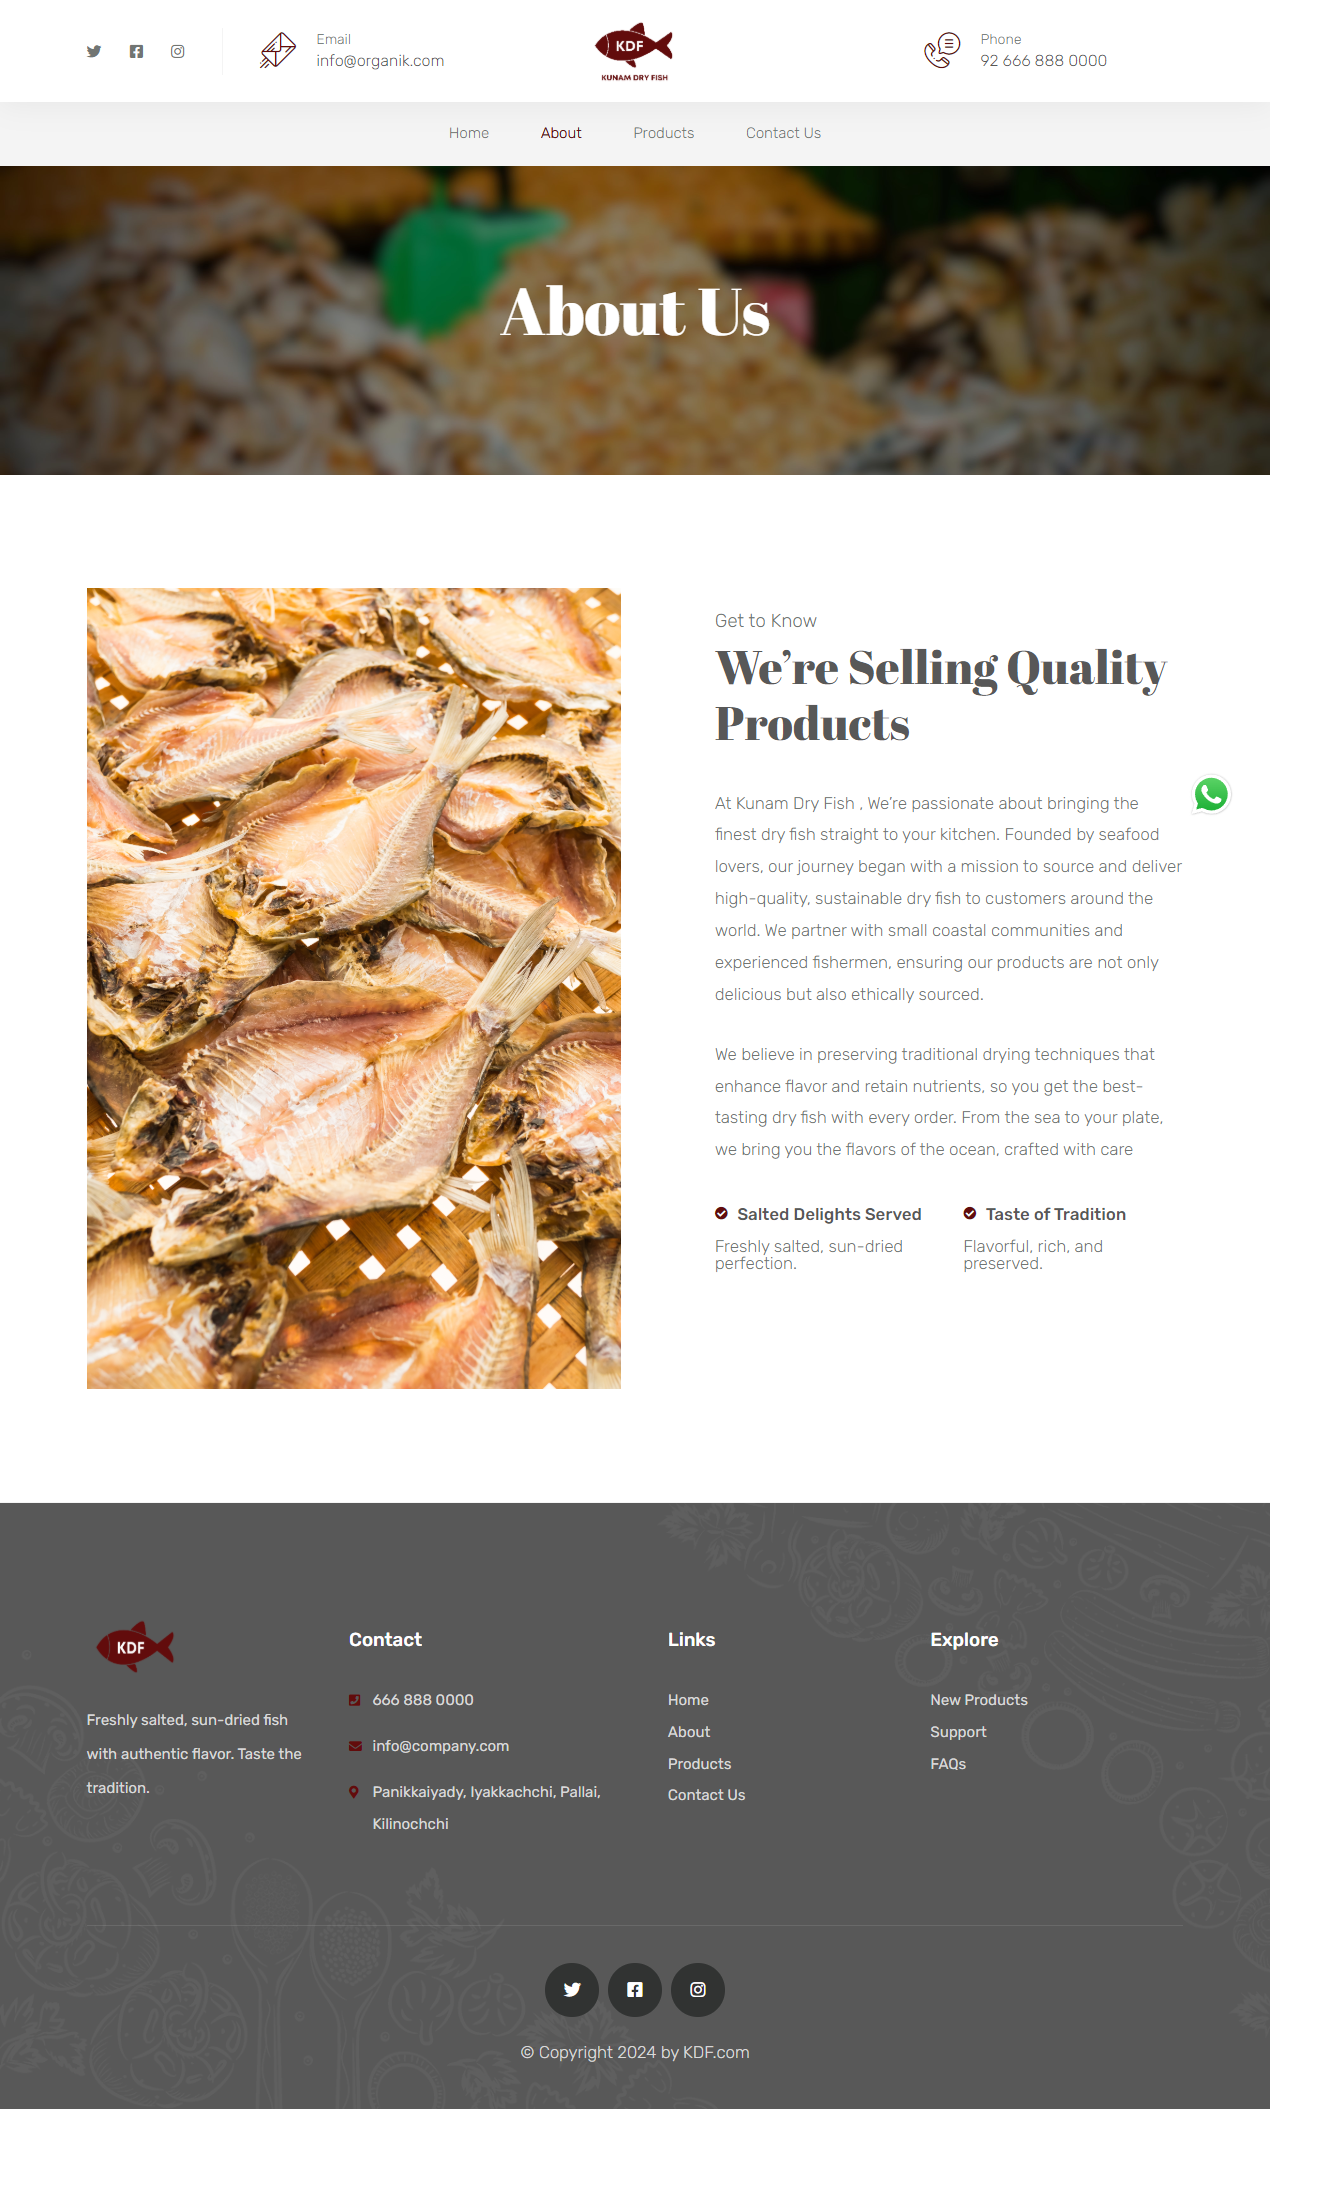 Email
info@organik.com
KDF
KUNAM DRY FISH
Phone
92 666 888 0000
Home
About
Products
Contact Us
About Us
Get to Know
We’re Selling Quality
Products
At Kunam Dry Fish , We’re passionate about bringing the
finest dry fish straight to your kitchen. Founded by seafood
lovers, our journey began with a mission to source and deliver
high-quality, sustainable dry fish to customers around the
world. We partner with small coastal communities and
experienced fishermen, ensuring our products are not only
delicious but also ethically sourced.
We believe in preserving traditional drying techniques that
enhance flavor and retain nutrients, so you get the best-
tasting dry fish with every order. From the sea to your plate,
we bring you the flavors of the ocean, crafted with care
Salted Delights Served
Freshly salted, sun-dried
perfection.
Taste of Tradition
Flavorful, rich, and
preserved.
KDF
Freshly salted, sun-dried fish
with authentic flavor. Taste the
tradition.
Contact
666 888 0000
info@company.com
Panikkaiyady, Iyakkachchi, Pallai,
Kilinochchi
Links
Home
About
Products
Contact Us
Explore
New Products
Support
FAQs
© Copyright 2024 by KDF.com